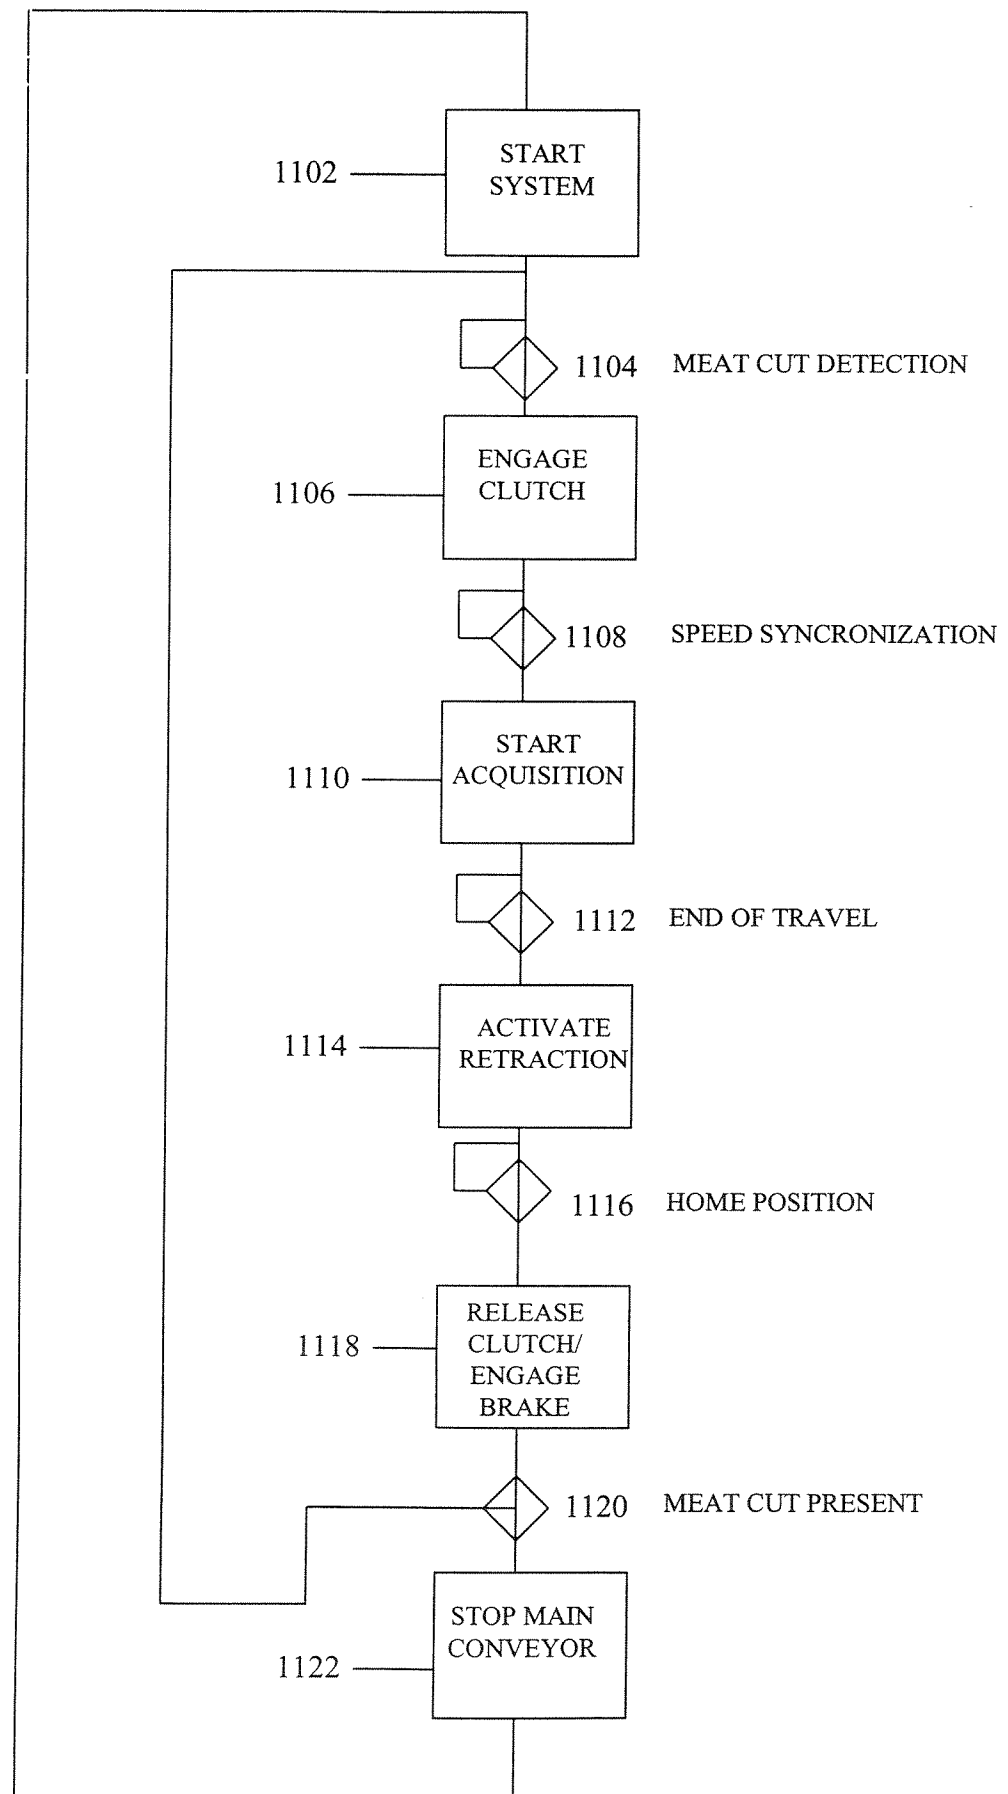 START
SYSTEM
1102
1104 MEAT CUT DETECTION
ENGAGE
CLUTCH
1106
1108 SPEED SYNCRONIZATION
START
ACQUISITION
1110
1112 END OF TRAVEL
ACTIVATE
RETRACTION
1114
1116 HOME POSITION
RELEASE
CLUTCH/
ENGAGE
BRAKE
1118
1120 MEAT CUT PRESENT
STOP MAIN
CONVEYOR
1122